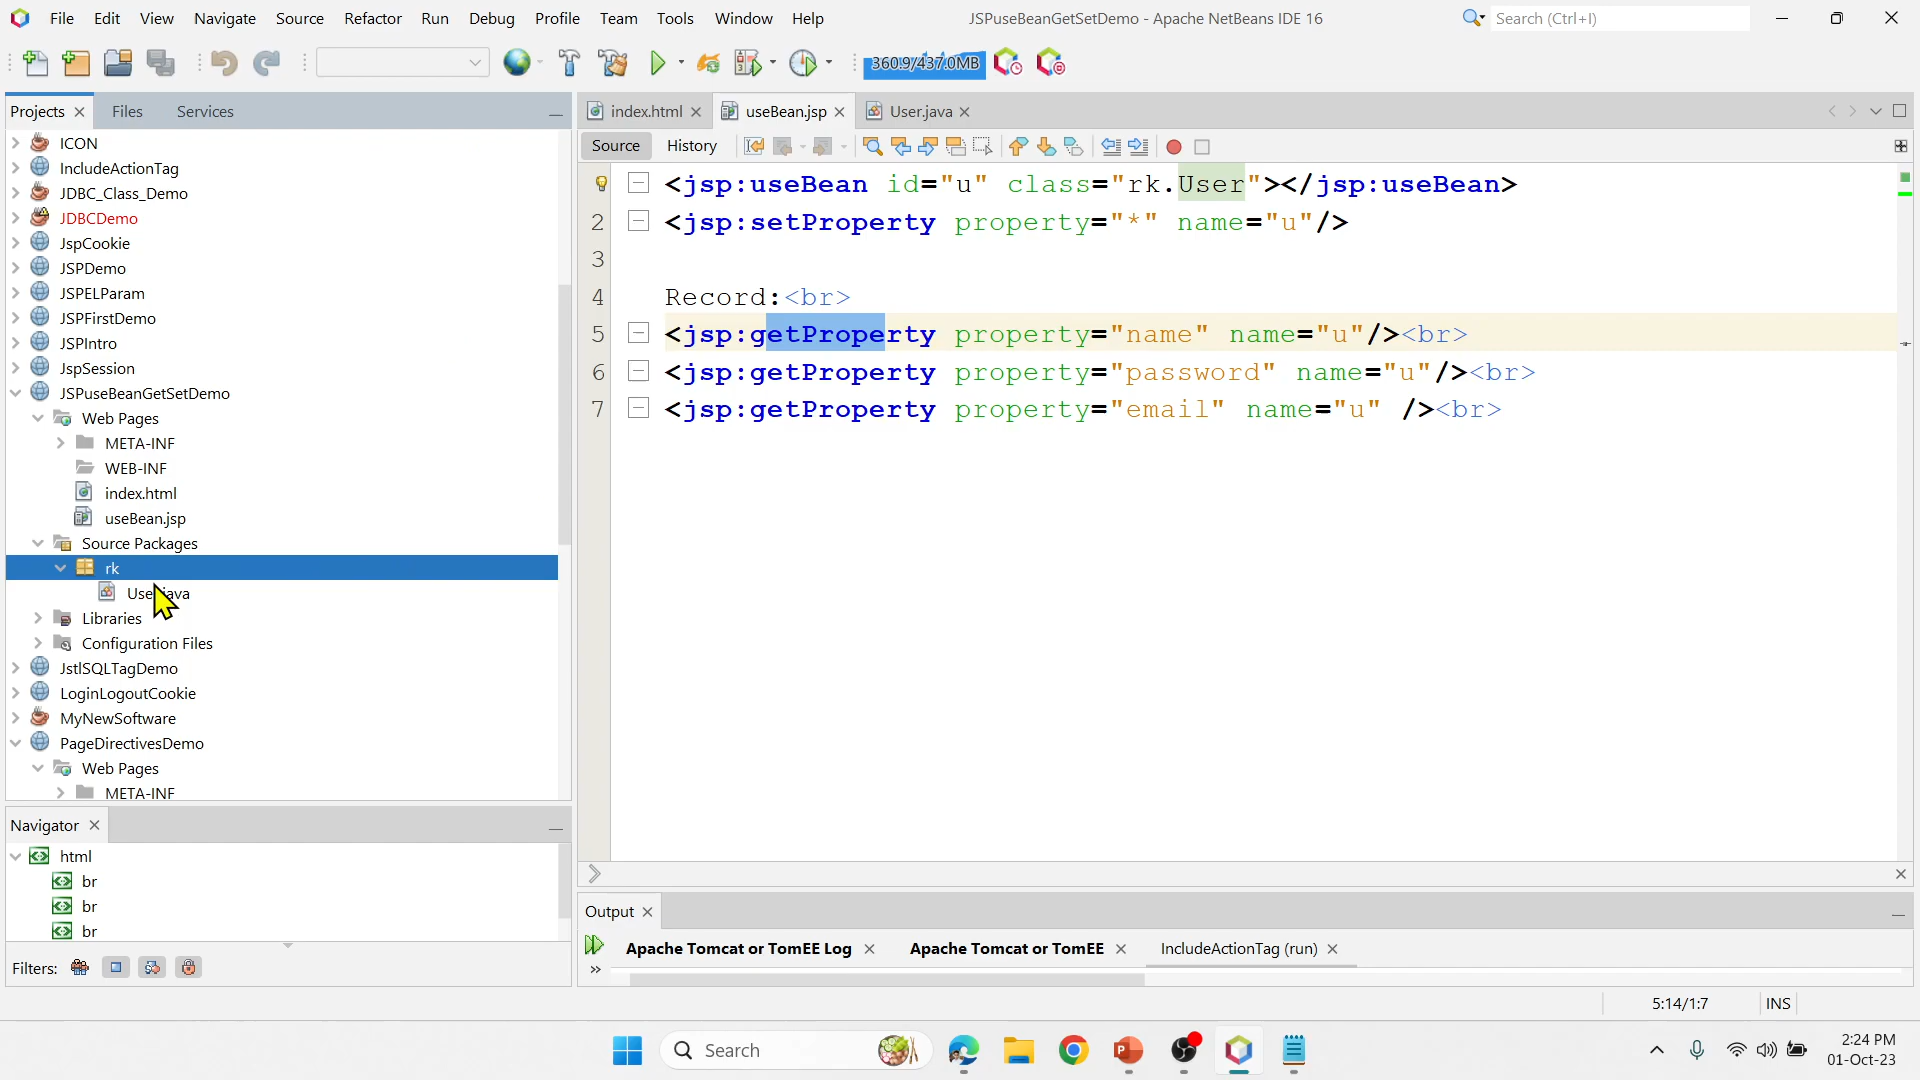 File Edit View Navigate Source Refactor Run Debug Profile Team Tools Window Help
JSPuseBeanGetSetDemo - Apache NetBeans IDE 16
Search (Ctrl+I)
360.9/437.0MB
Projects Files Services
ICON
IncludeActionTag
JDBC_Class_Demo
JDBCDemo
JspCookie
JSPDemo
JSPELParam
JSPFirstDemo
JSPIntro
JspSession
JSPuseBeanGetSetDemo
Web Pages
META-INF
WEB-INF
index.html
useBean.jsp
Source Packages
rk
Libraries
Configuration Files
JstlSQLTagDemo
LoginLogoutCookie
MyNewSoftware
PageDirectivesDemo
Web Pages
META-INF
Navigator
html
br
br
br
Filters:
index.html useBean.jsp User.java
Source History
<jsp:useBean id="u" class="rk.User"></jsp:useBean>
2 <jsp:setProperty property="*" name="u"/>
3
4 Record:<br>
5 <jsp:getProperty property="name" name="u"/><br>
6 <jsp:getProperty property="password" name="u"/><br>
7 <jsp:getProperty property="email" name="u" /><br>
Output
Apache Tomcat or TomEE Log Apache Tomcat or TomEE IncludeActionTag (run)
5:14/1:7 INS
Search
2:24 PM
01-Oct-23